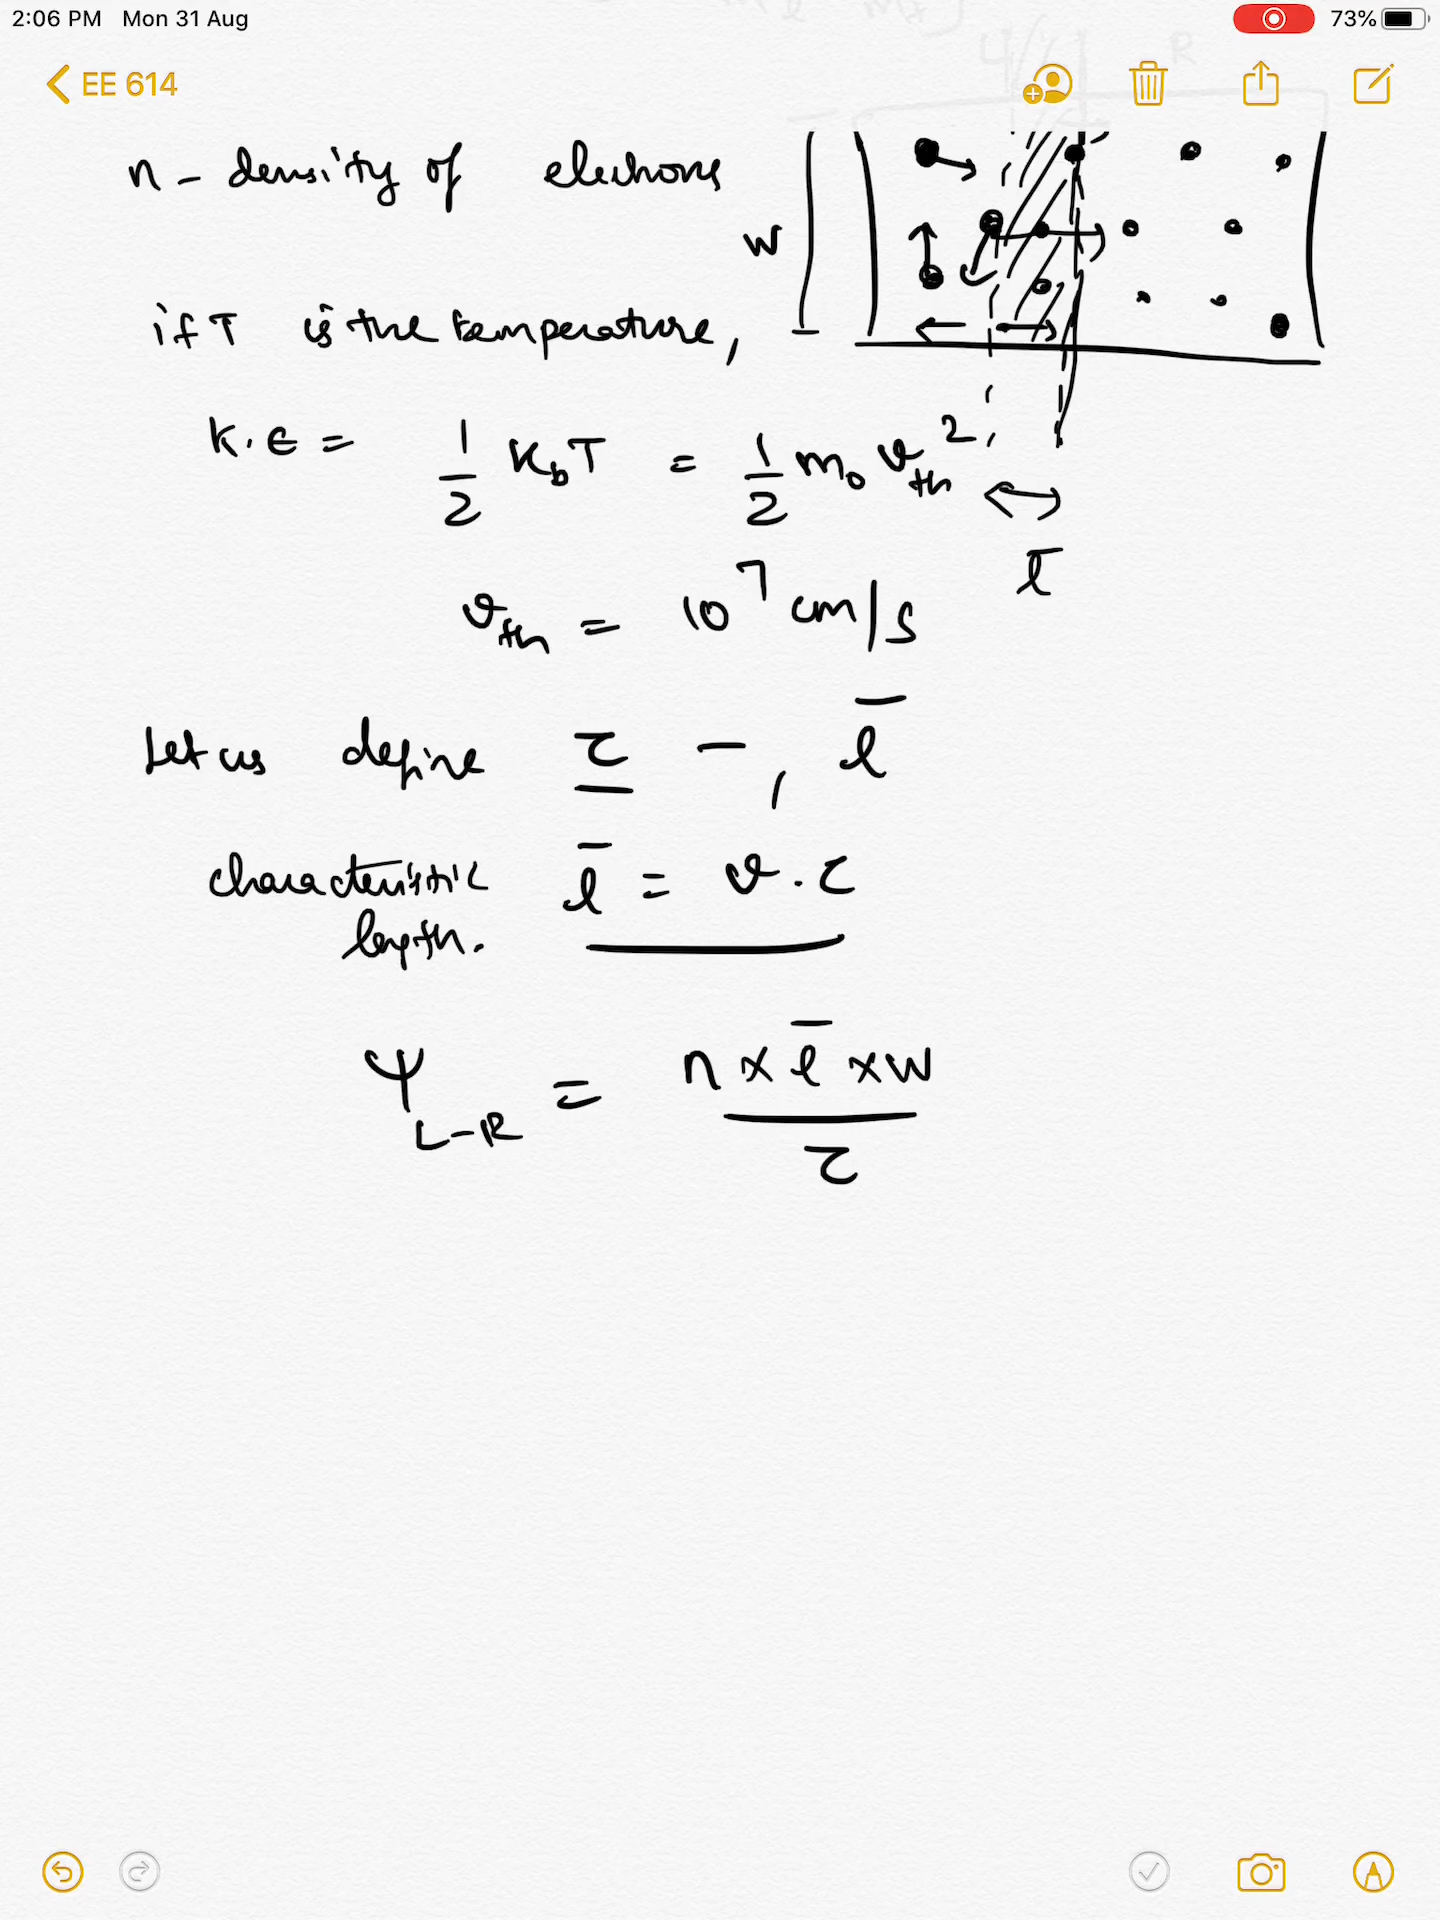 2:06 PM Mon 31 Aug 73%
EE 614
R
n - density of electrons
W
if T is the temperature,
K.E = 1/2 K_b T = 1/2 m_0 v_th^2
l̄
v_th = 10^7 cm/s
Let us define τ - , l̄
characteristic l̄ = v . τ
length.
Ψ_L-R = n x l̄ x W / τ